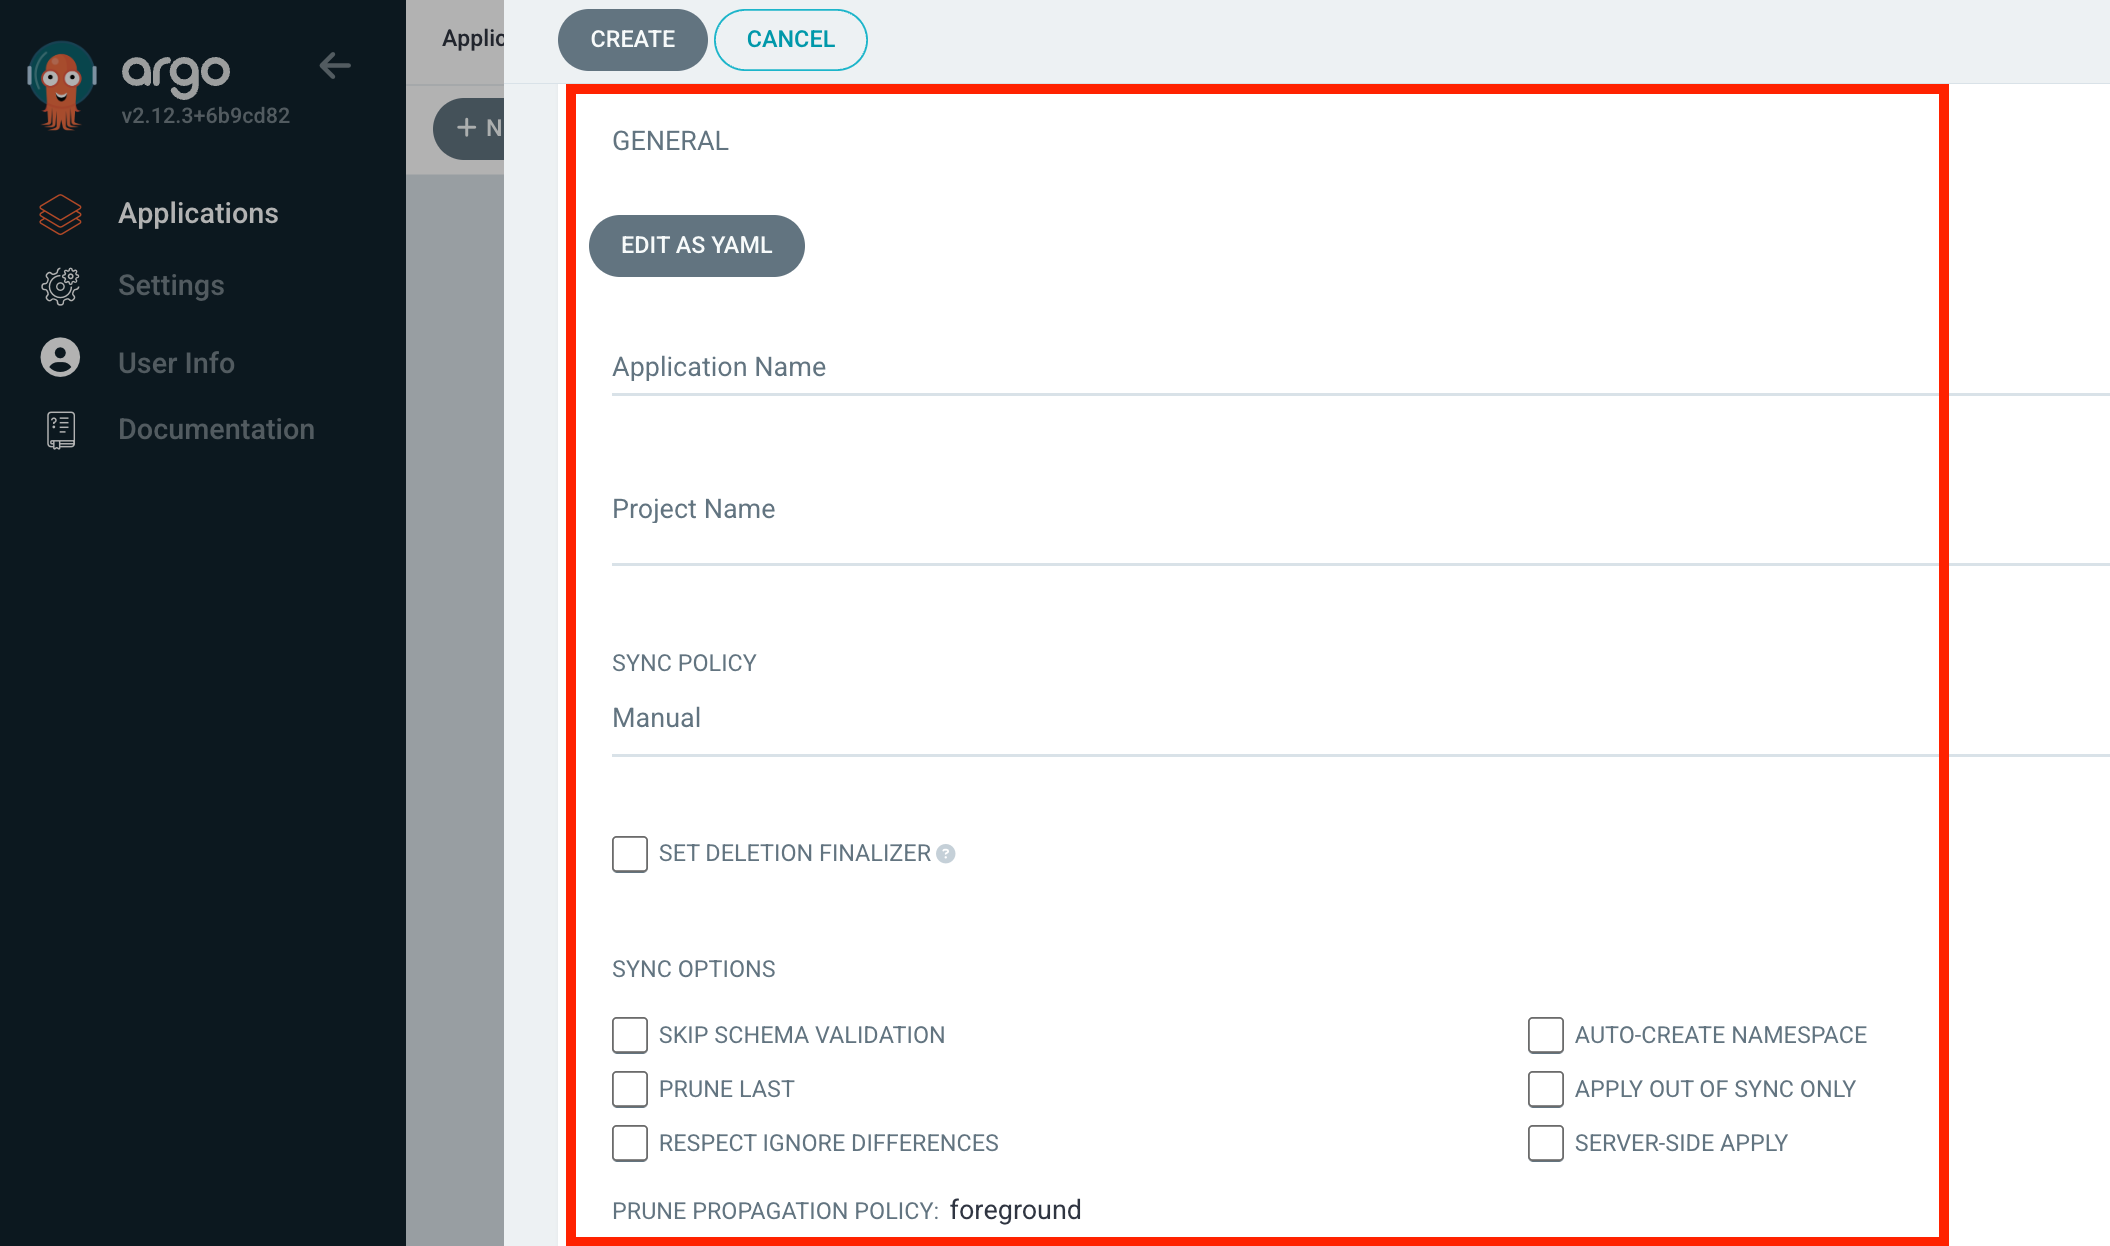 argo
v2.12.3+6b9cd82
Applications
Settings
User Info
Documentation
Applic
+ N
CREATE
CANCEL
GENERAL
EDIT AS YAML
Application Name
Project Name
SYNC POLICY
Manual
SET DELETION FINALIZER ?
SYNC OPTIONS
SKIP SCHEMA VALIDATION
AUTO-CREATE NAMESPACE
PRUNE LAST
APPLY OUT OF SYNC ONLY
RESPECT IGNORE DIFFERENCES
SERVER-SIDE APPLY
PRUNE PROPAGATION POLICY: foreground